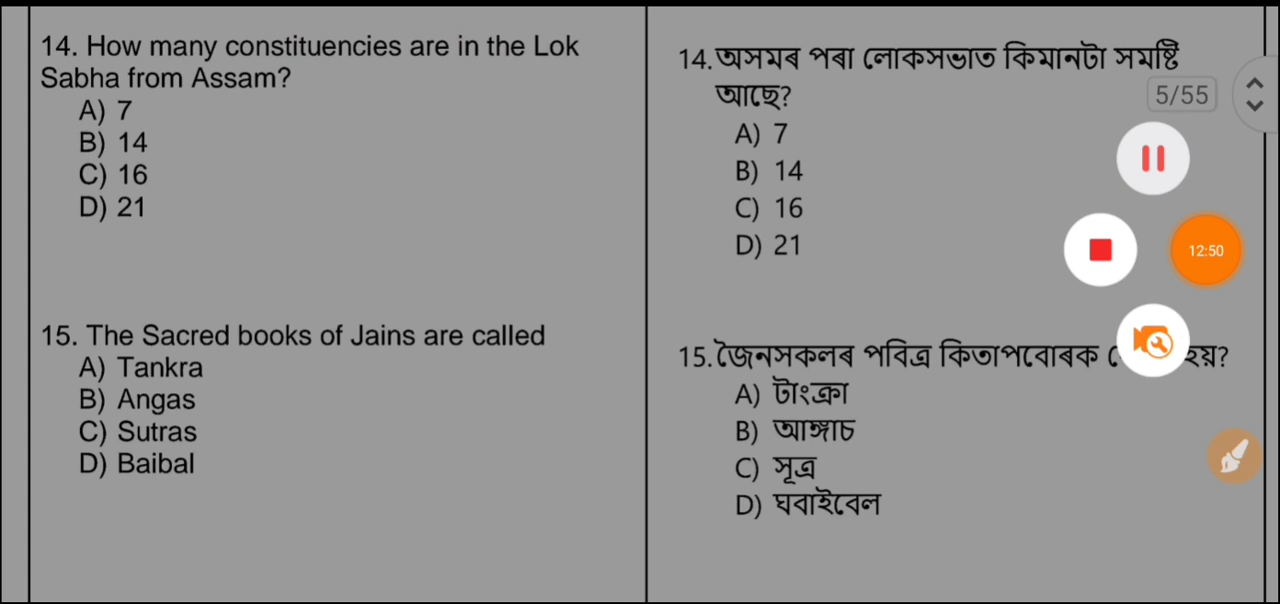 14. How many constituencies are in the Lok
Sabha from Assam?
A) 7
B) 14
C) 16
D) 21
15. The Sacred books of Jains are called
A) Tankra
B) Angas
C) Sutras
D) Baibal
14. অসমৰ পৰা লোকসভাত কিমানটা সমষ্টি
আছে?
A) 7
B) 14
C) 16
D) 21
15. জৈনসকলৰ পবিত্ৰ কিতাপবোৰক হয়?
A) টাংক্ৰা
B) আঙ্গাচ
C) সূত্ৰ
D) ঘবাইবেল
5/55
12:50